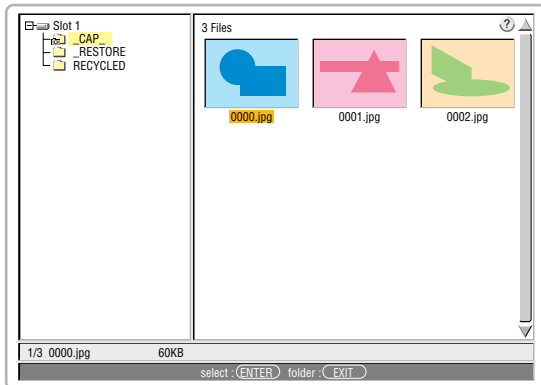 Slot 1
_CAP_
_RESTORE
RECYCLED
3 Files
?
0000.jpg 0001.jpg 0002.jpg
1/3 0000.jpg 60KB
select : ENTER folder : EXIT